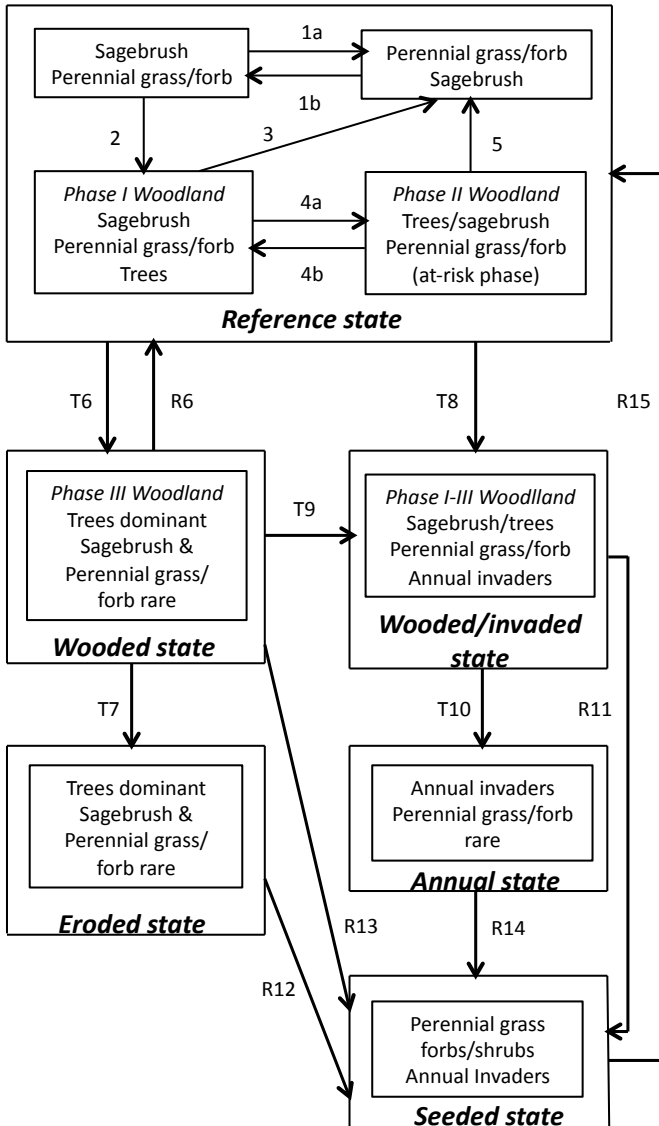 1a
Sagebrush
Perennial grass/forb
Perennial grass/forb
Sagebrush
1b
2
3
5
Phase I Woodland
Sagebrush
Perennial grass/forb
Trees
4a
4b
Phase II Woodland
Trees/sagebrush
Perennial grass/forb
(at-risk phase)
Reference state
T6
R6
T8
R15
Phase III Woodland
Trees dominant
Sagebrush &
Perennial grass/
forb rare
Wooded state
T9
Phase I-III Woodlland
Sagebrush/trees
Perennial grass/forb
Annual invaders
Wooded/invaded
state
T7
T10
R11
Trees dominant
Sagebrush &
Perennial grass/
forb rare
Eroded state
Annual invaders
Perennial grass/forb
rare
Annual state
R13
R14
R12
Perennial grass
forbs/shrubs
Annual Invaders
Seeded state